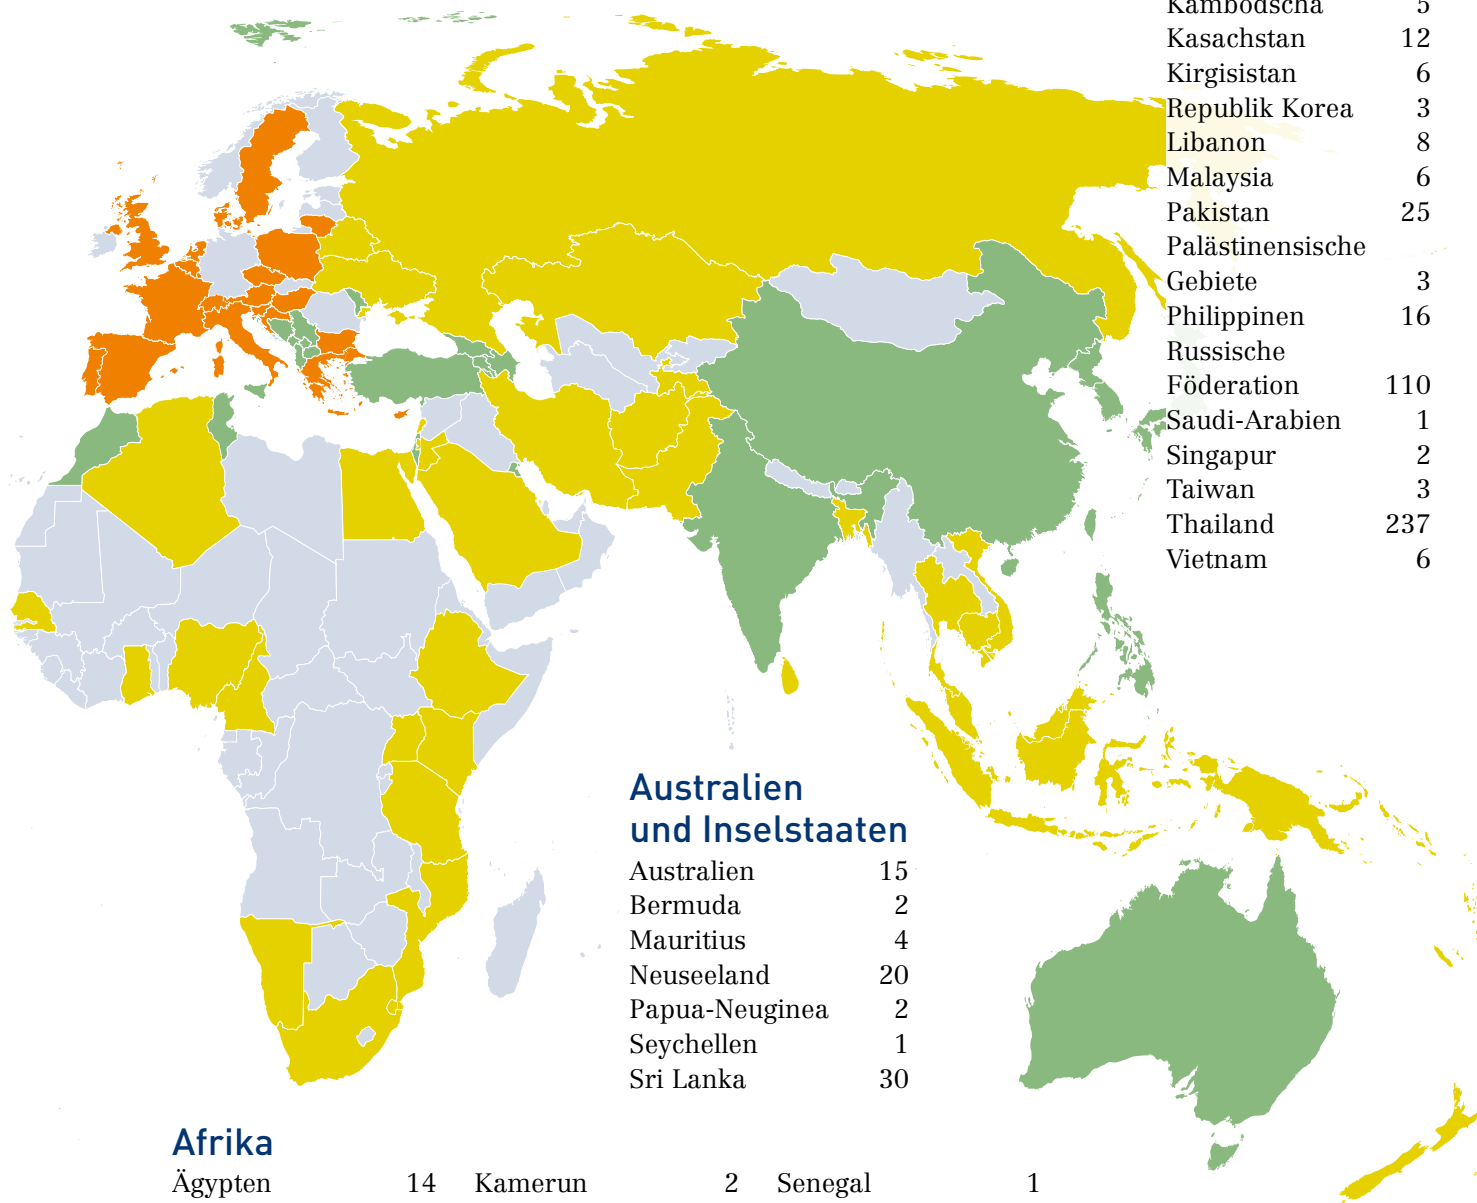 Kambodscha 5
Kasachstan 12
Kirgisistan 6
Republik Korea 3
Libanon 8
Malaysia 6
Pakistan 25
Palästinensische
Gebiete 3
Philippinen 16
Russische
Föderation 110
Saudi-Arabien 1
Singapur 2
Taiwan 3
Thailand 237
Vietnam 6
Australien
und Inselstaaten
Australien 15
Bermuda 2
Mauritius 4
Neuseeland 20
Papua-Neuginea 2
Seychellen 1
Sri Lanka 30
Afrika
Ägypten 14 Kamerun 2 Senegal 1